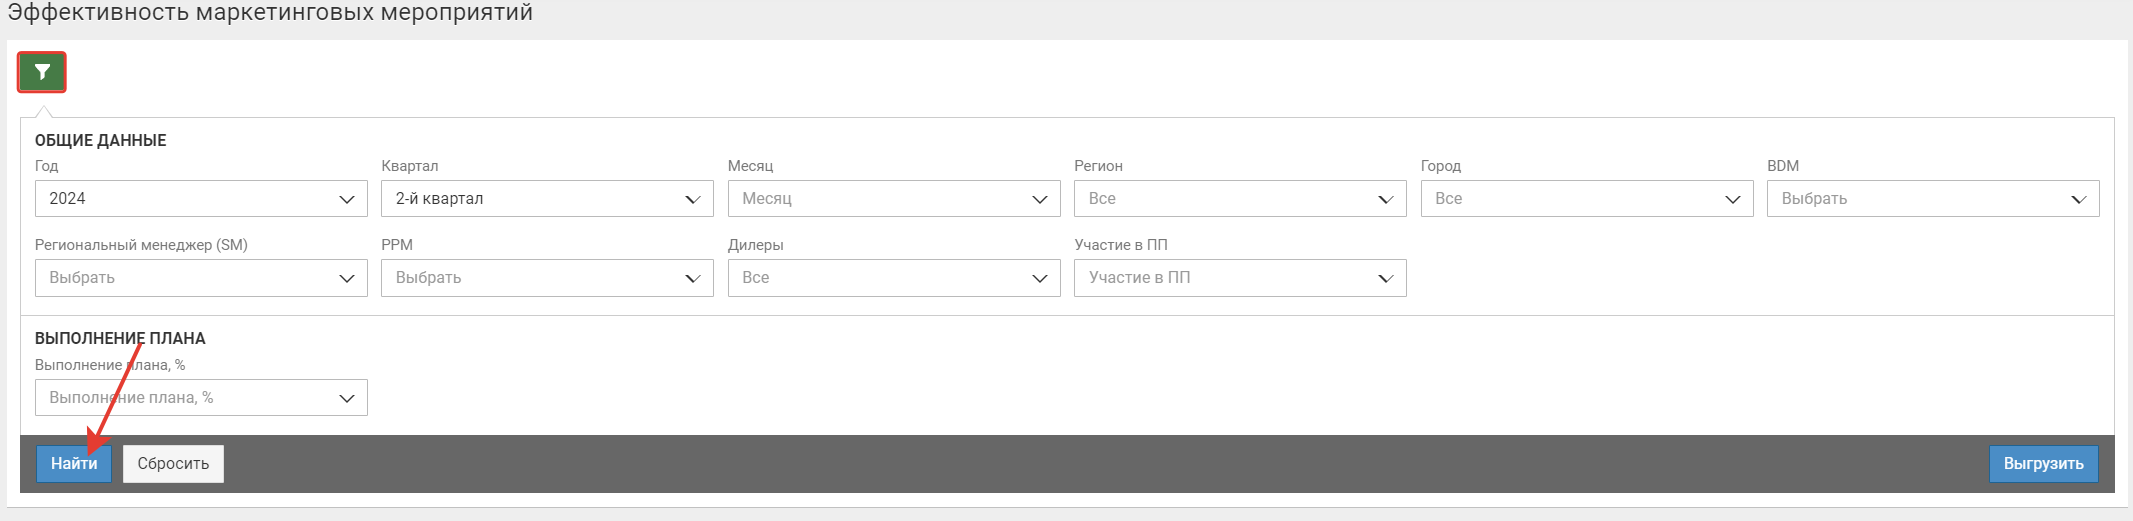 Эффективность маркетинговых мероприятий
ОБЩИЕ ДАННЫЕ
Год Квартал Месяц Регион Город BDM
2024 2-й квартал Месяц Все Все Выбрать
Региональный менеджер (SM) РРМ Дилеры Участие в ПП
Выбрать Выбрать Все Участие в ПП
ВЫПОЛНЕНИЕ ПЛАНА
Выполнение плана, %
Выполнение плана, %
Найти Сбросить Выгрузить